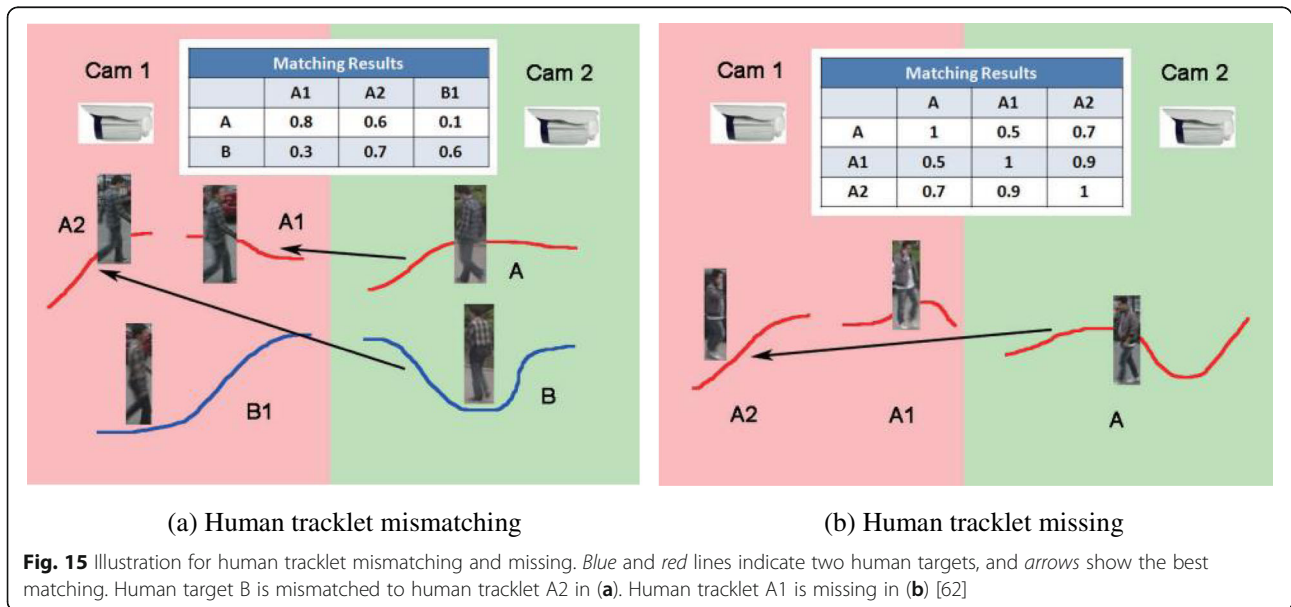 Cam 1
Matching Results
A1 A2 B1
A 0.8 0.6 0.1
B 0.3 0.7 0.6
Cam 2
A2
A1
A
B1
B
(a) Human tracklet mismatching
Cam 1
Matching Results
A A1 A2
A 1 0.5 0.7
A1 0.5 1 0.9
A2 0.7 0.9 1
Cam 2
A2
A1
A
(b) Human tracklet missing
Fig. 15 Illustration for human tracklet mismatching and missing. Blue and red lines indicate two human targets, and arrows show the best
matching. Human target B is mismatched to human tracklet A2 in (a). Human tracklet A1 is missing in (b) [62]